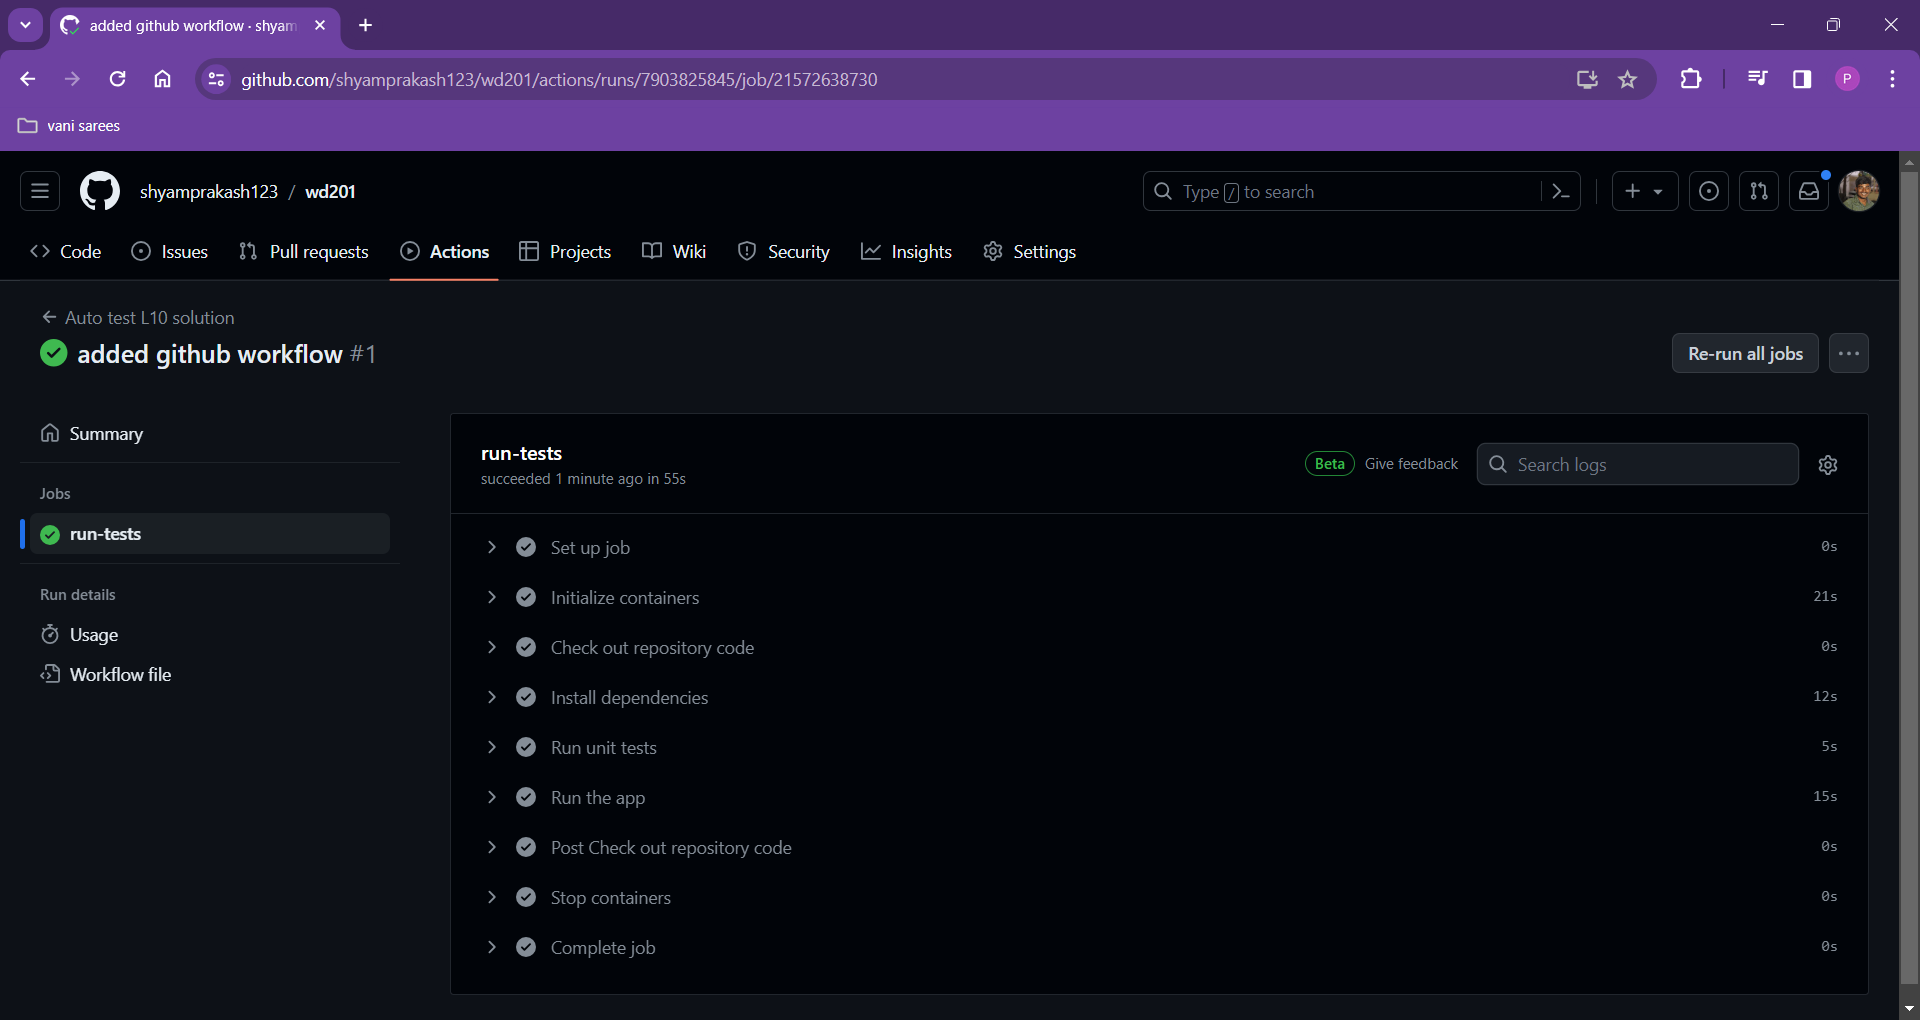 added github workflow · shyam
github.com/shyamprakash123/wd201/actions/runs/7903825845/job/21572638730
P
vani sarees
shyamprakash123 / wd201
Type / to search
Code
Issues
Pull requests
Actions
Projects
Wiki
Security
Insights
Settings
Auto test L10 solution
added github workflow #1
Re-run all jobs
Summary
Jobs
run-tests
Run details
Usage
Workflow file
run-tests
succeeded 1 minute ago in 55s
Beta Give feedback
Search logs
Set up job 0s
Initialize containers 21s
Check out repository code 0s
Install dependencies 12s
Run unit tests 5s
Run the app 15s
Post Check out repository code 0s
Stop containers 0s
Complete job 0s